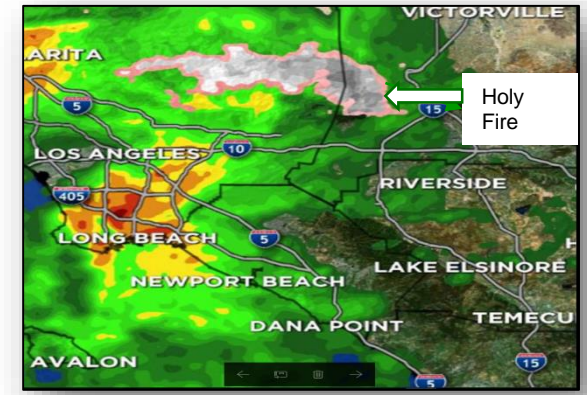 VICTORVILLE
ARITA
Holy
Fire
5
15
LOS ANGELES
10
RIVERSIDE
405
LONG BEACH
5
H
LAKE ELSINORE
NEWPORT BEACH
TEMECU
DANA POINT
AVALON
15
5